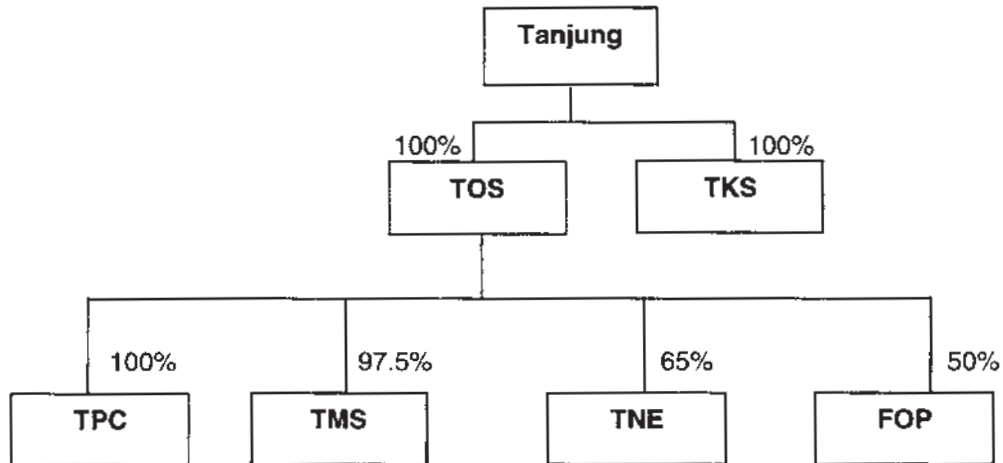 Tanjung
100% 100%
TOS TKS
100% 97.5% 65% 50%
TPC TMS TNE FOP